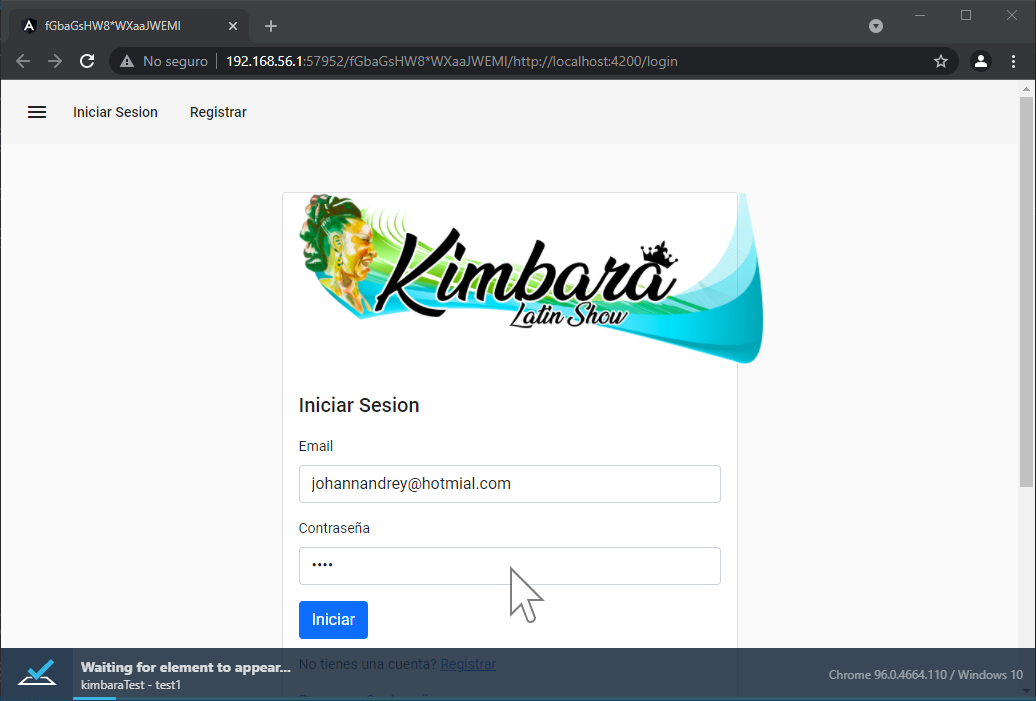 fGbaGsHW8*WXaaJWEMI
No seguro
192.168.56.1:57952/fGbaGsHW8*WXaaJWEMI/http://localhost:4200/login
Iniciar Sesion
Registrar
Kimbara
Latin Show
Iniciar Sesion
Email
johannandrey@hotmial.com
Contraseña
••••
Iniciar
No tienes una cuenta? Registrar
Waiting for element to appear...
kimbaraTest - test1
Chrome 96.0.4664.110 / Windows 10